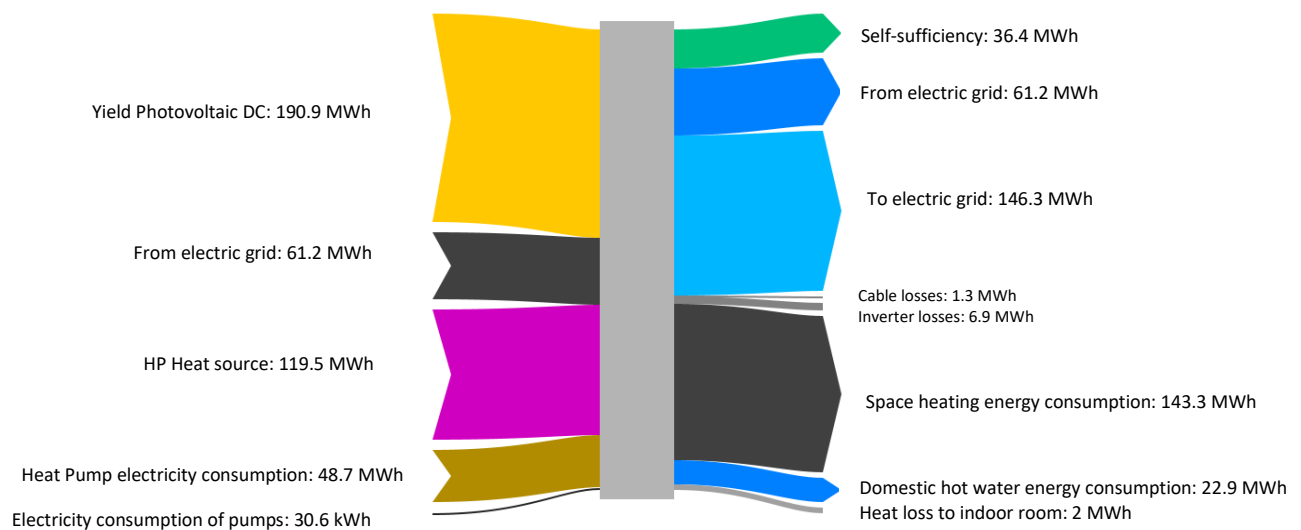 Yield Photovoltaic DC: 190.9 MWh
From electric grid: 61.2 MWh
HP Heat source: 119.5 MWh
Heat Pump electricity consumption: 48.7 MWh
Electricity consumption of pumps: 30.6 kWh
Self-sufficiency: 36.4 MWh
From electric grid: 61.2 MWh
To electric grid: 146.3 MWh
Cable losses: 1.3 MWh
Inverter losses: 6.9 MWh
Space heating energy consumption: 143.3 MWh
Domestic hot water energy consumption: 22.9 MWh
Heat loss to indoor room: 2 MWh